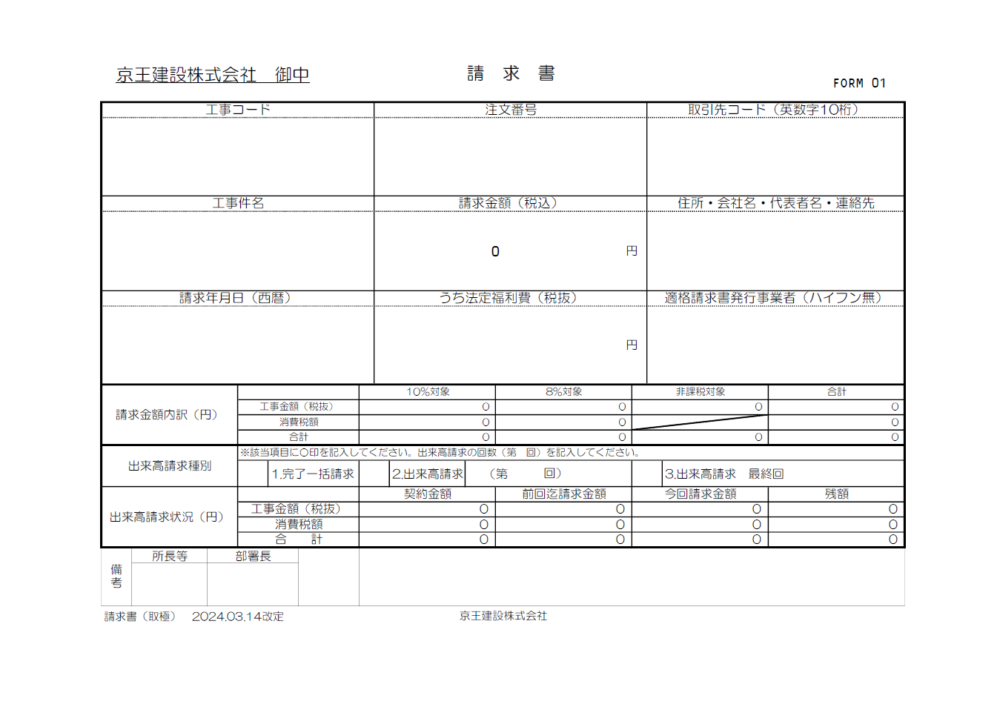 京王建設株式会社　御中
請　求　書
FORM 01
工事コード 注文番号 取引先コード（英数字10桁）
工事件名 請求金額（税込） 住所・会社名・代表者名・連絡先
0 円
請求年月日（西暦） うち法定福利費（税抜） 適格請求書発行事業者（ハイフン無）
円
請求金額内訳（円）
10%対象 8%対象 非課税対象 合計
工事金額（税抜） 0 0 0 0
消費税額 0 0 0
合計 0 0 0 0
出来高請求種別
※該当項目に〇印を記入してください。出来高請求の回数（第　回）を記入してください。
1.完了一括請求 2.出来高請求 （第　　　回） 3.出来高請求　最終回
出来高請求状況（円）
契約金額 前回迄請求金額 今回請求金額 残額
工事金額（税抜） 0 0 0 0
消費税額 0 0 0 0
合　　計 0 0 0 0
備考
所長等 部署長
請求書（取極）　2024.03.14改定
京王建設株式会社